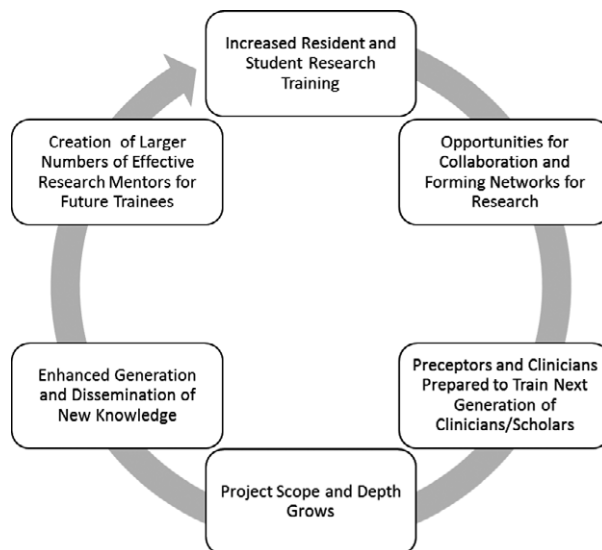 Increased Resident and
Student Research
Training
Opportunities for
Collaboration and
Forming Networks for
Research
Preceptors and Clinicians
Prepared to Train Next
Generation of
Clinicians/Scholars
Project Scope and Depth
Grows
Enhanced Generation
and Dissemination of
New Knowledge
Creation of Larger
Numbers of Effective
Research Mentors for
Future Trainees